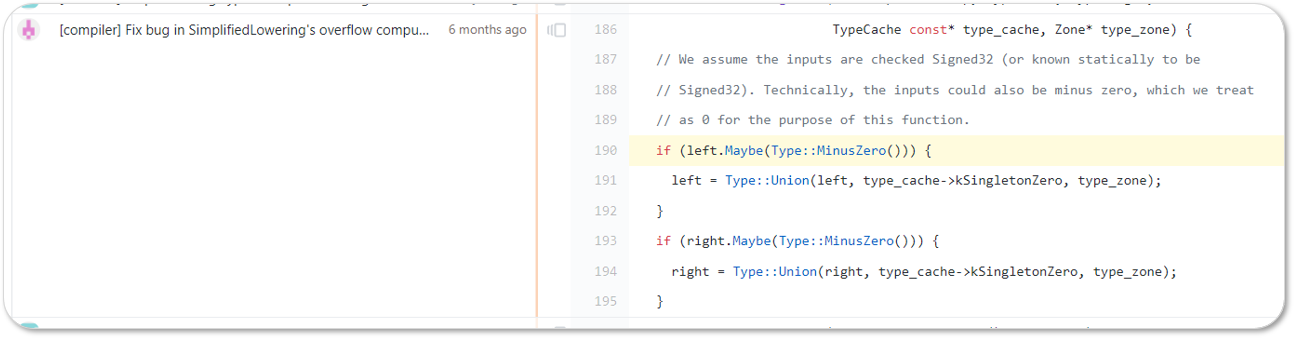 [compiler] Fix bug in SimplifiedLowering's overflow compu... 6 months ago
186 TypeCache const* type_cache, Zone* type_zone) {
187 // We assume the inputs are checked Signed32 (or known statically to be
188 // Signed32). Technically, the inputs could also be minus zero, which we treat
189 // as 0 for the purpose of this function.
190 if (left.Maybe(Type::MinusZero())) {
191 left = Type::Union(left, type_cache->kSingletonZero, type_zone);
192 }
193 if (right.Maybe(Type::MinusZero())) {
194 right = Type::Union(right, type_cache->kSingletonZero, type_zone);
195 }